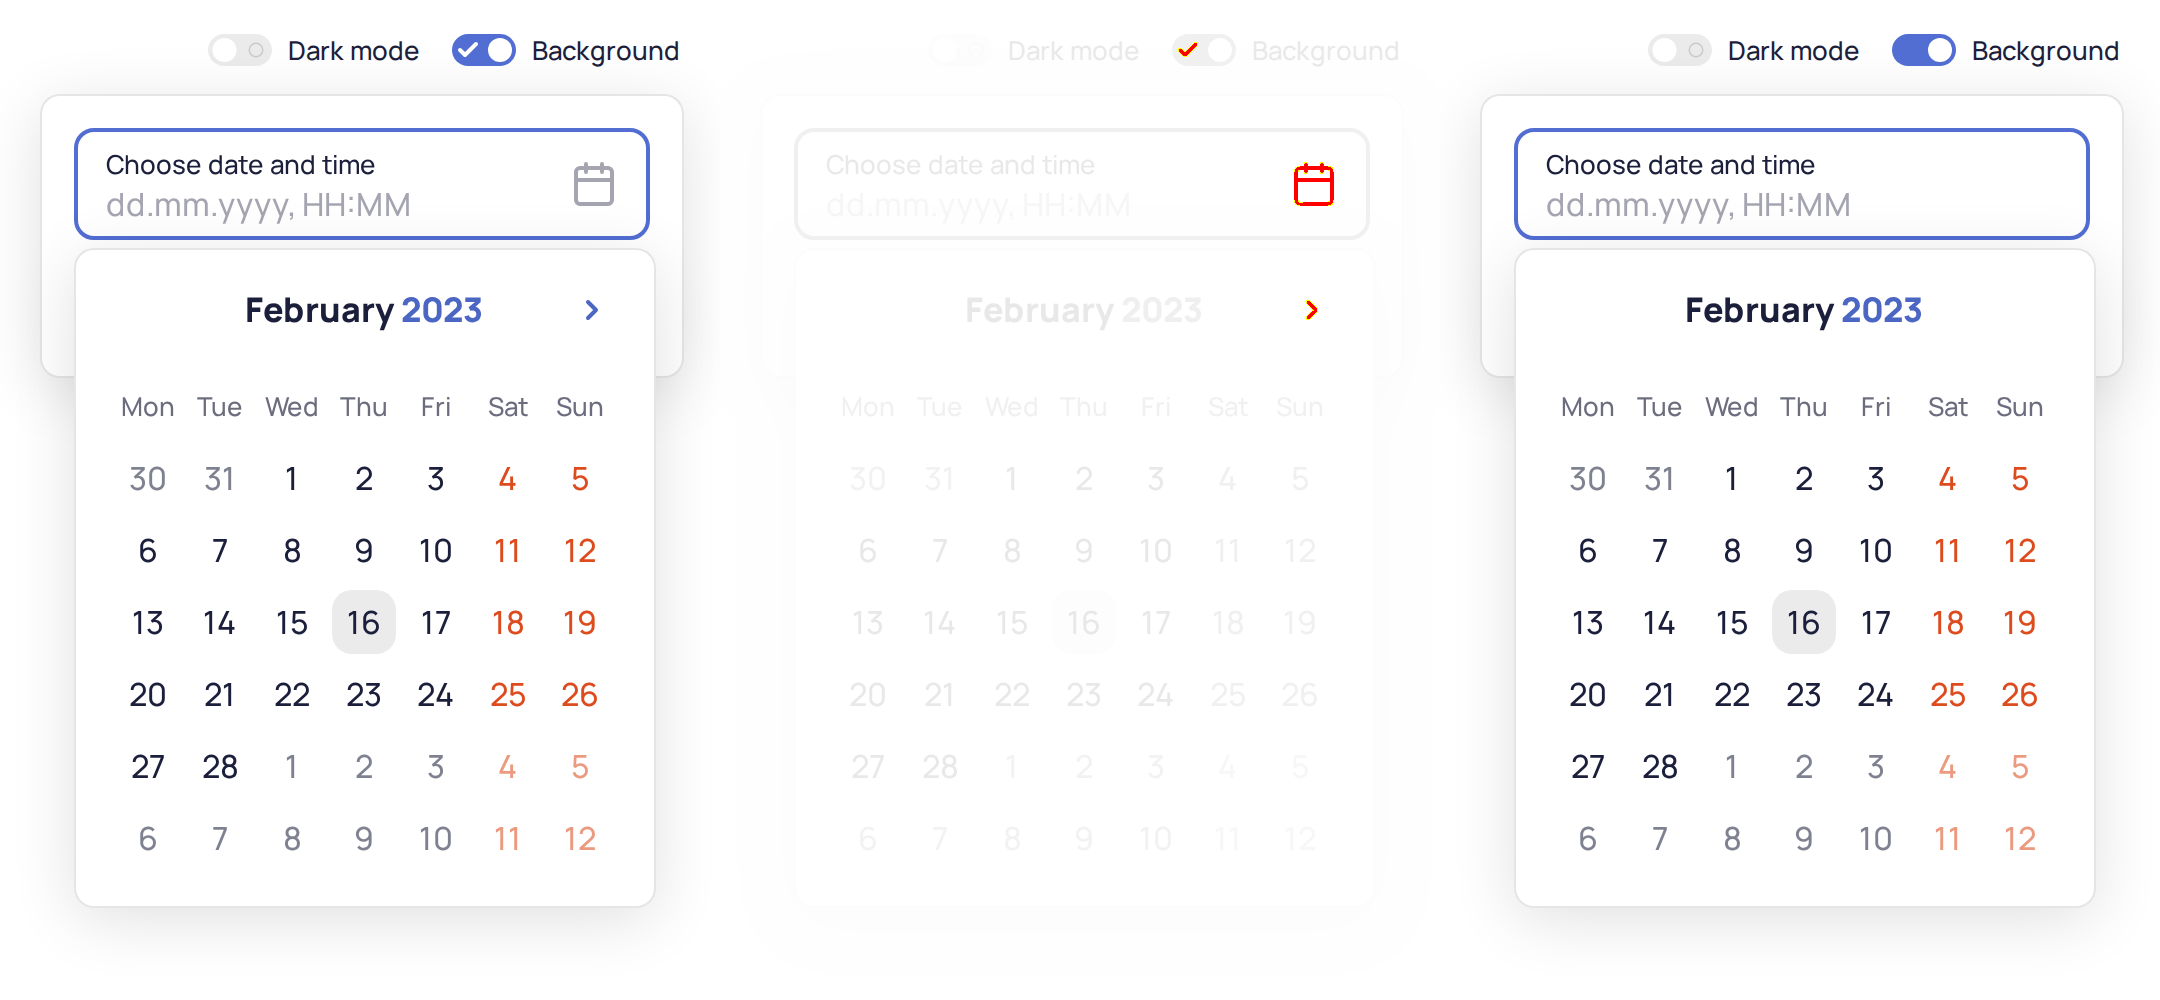 Dark mode Background
Choose date and time
dd.mm.yyyy, HH:MM
February 2023
Mon Tue Wed Thu Fri Sat Sun
30 31 1 2 3 4 5
6 7 8 9 10 11 12
13 14 15 16 17 18 19
20 21 22 23 24 25 26
27 28 1 2 3 4 5
6 7 8 9 10 11 12
Dark mode Background
Choose date and time
dd.mm.yyyy, HH:MM
February 2023
Mon Tue Wed Thu Fri Sat Sun
30 31 1 2 3 4 5
6 7 8 9 10 11 12
13 14 15 16 17 18 19
20 21 22 23 24 25 26
27 28 1 2 3 4 5
6 7 8 9 10 11 12
Dark mode Background
Choose date and time
dd.mm.yyyy, HH:MM
February 2023
Mon Tue Wed Thu Fri Sat Sun
30 31 1 2 3 4 5
6 7 8 9 10 11 12
13 14 15 16 17 18 19
20 21 22 23 24 25 26
27 28 1 2 3 4 5
6 7 8 9 10 11 12